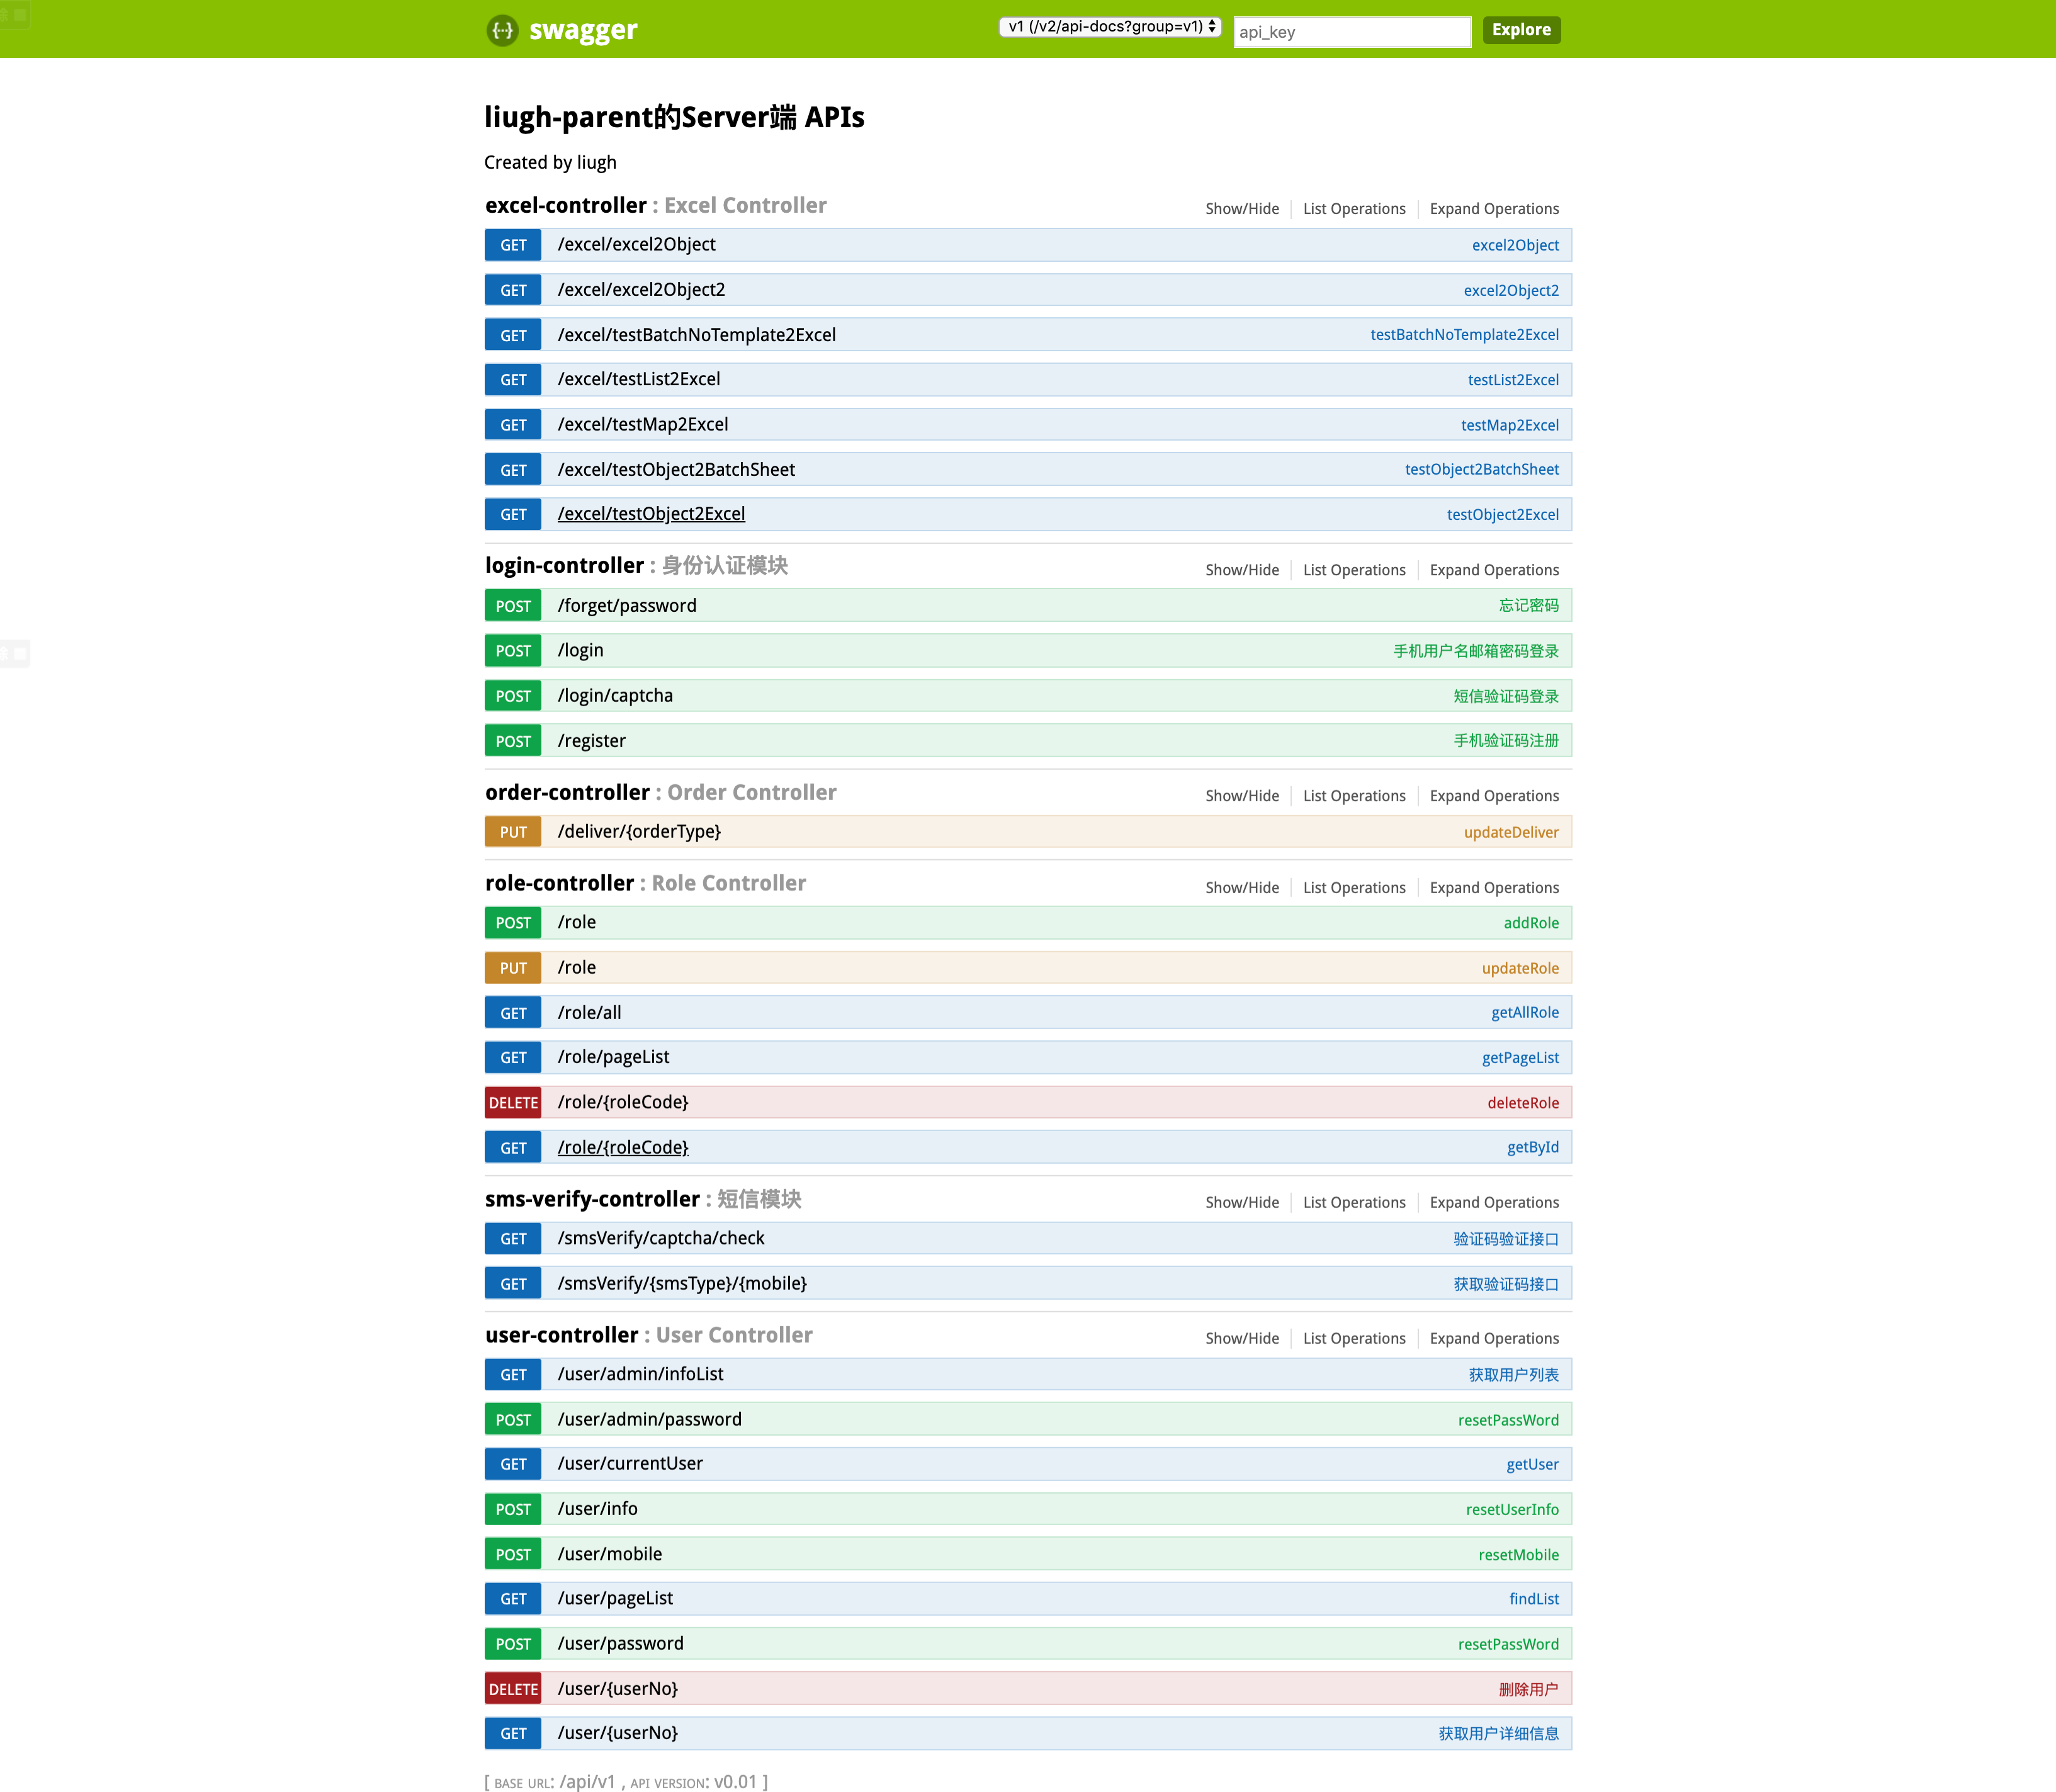 swagger v1 (/v2/api-docs?group=v1) api_key Explore
liugh-parent的Server端 APIs
Created by liugh
excel-controller : Excel Controller Show/Hide List Operations Expand Operations
GET /excel/excel2Object excel2Object
GET /excel/excel2Object2 excel2Object2
GET /excel/testBatchNoTemplate2Excel testBatchNoTemplate2Excel
GET /excel/testList2Excel testList2Excel
GET /excel/testMap2Excel testMap2Excel
GET /excel/testObject2BatchSheet testObject2BatchSheet
GET /excel/testObject2Excel testObject2Excel
login-controller : 身份认证模块 Show/Hide List Operations Expand Operations
POST /forget/password 忘记密码
POST /login 手机用户名邮箱密码登录
POST /login/captcha 短信验证码登录
POST /register 手机验证码注册
order-controller : Order Controller Show/Hide List Operations Expand Operations
PUT /deliver/{orderType} updateDeliver
role-controller : Role Controller Show/Hide List Operations Expand Operations
POST /role addRole
PUT /role updateRole
GET /role/all getAllRole
GET /role/pageList getPageList
DELETE /role/{roleCode} deleteRole
GET /role/{roleCode} getById
sms-verify-controller : 短信模块 Show/Hide List Operations Expand Operations
GET /smsVerify/captcha/check 验证码验证接口
GET /smsVerify/{smsType}/{mobile} 获取验证码接口
user-controller : User Controller Show/Hide List Operations Expand Operations
GET /user/admin/infoList 获取用户列表
POST /user/admin/password resetPassWord
GET /user/currentUser getUser
POST /user/info resetUserInfo
POST /user/mobile resetMobile
GET /user/pageList findList
POST /user/password resetPassWord
DELETE /user/{userNo} 删除用户
GET /user/{userNo} 获取用户详细信息
[ BASE URL: /api/v1 , API VERSION: v0.01 ]